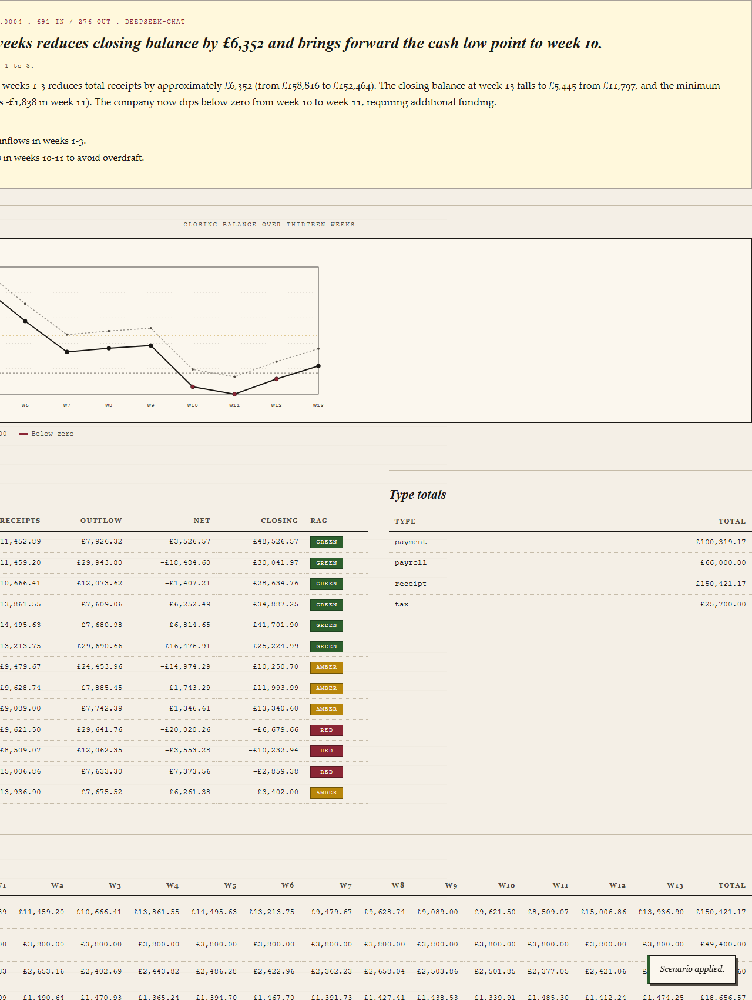 .0004 . 691 IN / 276 OUT . DEEPSEEK-CHAT
weeks reduces closing balance by £6,352 and brings forward the cash low point to week 10.
1 to 3.
weeks 1-3 reduces total receipts by approximately £6,352 (from £158,816 to £152,464). The closing balance at week 13 falls to £5,445 from £11,797, and the minimum
s -£1,838 in week 11). The company now dips below zero from week 10 to week 11, requiring additional funding.
inflows in weeks 1-3.
s in weeks 10-11 to avoid overdraft.
. CLOSING BALANCE OVER THIRTEEN WEEKS .
W6 W7 W8 W9 W10 W11 W12 W13
00 Below zero
Type totals
RECEIPTS OUTFLOW NET CLOSING RAG
11,452.89 £7,926.32 £3,526.57 £48,526.57 GREEN
11,459.20 £29,943.80 -£18,484.60 £30,041.97 GREEN
10,666.41 £12,073.62 -£1,407.21 £28,634.76 GREEN
13,861.55 £7,609.06 £6,252.49 £34,887.25 GREEN
14,495.63 £7,680.98 £6,814.65 £41,701.90 GREEN
13,213.75 £29,690.66 -£16,476.91 £25,224.99 GREEN
£9,479.67 £24,453.96 -£14,974.29 £10,250.70 AMBER
£9,628.74 £7,885.45 £1,743.29 £11,993.99 AMBER
£9,089.00 £7,742.39 £1,346.61 £13,340.60 AMBER
£9,621.50 £29,641.76 -£20,020.26 -£6,679.66 RED
£8,509.07 £12,062.35 -£3,553.28 -£10,232.94 RED
15,006.86 £7,633.30 £7,373.56 -£2,859.38 RED
13,936.90 £7,675.52 £6,261.38 £3,402.00 AMBER
TYPE TOTAL
payment £100,319.17
payroll £66,000.00
receipt £150,421.17
tax £25,700.00
W1 W2 W3 W4 W5 W6 W7 W8 W9 W10 W11 W12 W13 TOTAL
89 £11,459.20 £10,666.41 £13,861.55 £14,495.63 £13,213.75 £9,479.67 £9,628.74 £9,089.00 £9,621.50 £8,509.07 £15,006.86 £13,936.90 £150,421.17
00 £3,800.00 £3,800.00 £3,800.00 £3,800.00 £3,800.00 £3,800.00 £3,800.00 £3,800.00 £3,800.00 £3,800.00 £3,800.00 £3,800.00 £49,400.00
33 £2,653.16 £2,402.69 £2,443.82 £2,486.28 £2,422.96 £2,362.23 £2,658.04 £2,503.86 £2,501.85 £2,377.05 £2,421.06 £ 60
Scenario applied.
99 £1,490.64 £1,470.93 £1,365.24 £1,394.70 £1,467.70 £1,391.73 £1,427.41 £1,438.53 £1,339.91 £1,485.30 £1,412.24 £1,474.25 £18,656.57